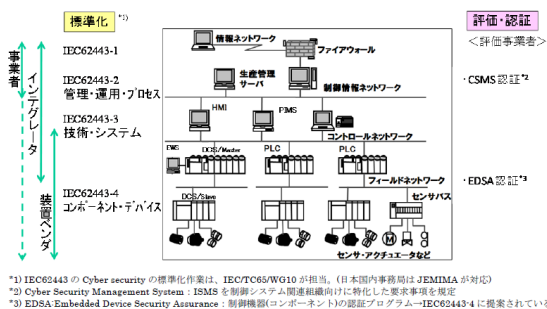 標準化 *1)
評価・認証
＜評価事業者＞
事業者
インテグレータ
装置ベンダ
IEC62443-1
IEC62443-2
管理・運用・プロセス
IEC62443-3
技術・システム
IEC62443-4
コンポーネント・デバイス
情報ネットワーク
ファイアウォール
生産管理
サーバ
制御情報ネットワーク
HMI
PIMS
コントロールネットワーク
EWS
DCS/Master
PLC
PLC
フィールドネットワーク
DCS/Slave
センサバス
M
センサ・アクチュエータなど
・CSMS認証*2
・EDSA認証*3
*1) IEC62443 の Cyber security の標準化作業は、IEC/TC65/WG10 が担当。(日本国内事務局は JEMIMA が対応)
*2) Cyber Security Management System：ISMS を制御システム関連組織向けに特化した要求事項を規定
*3) EDSA:Embedded Device Security Assurance：制御機器(コンポーネント)の認証プログラム→IEC62443-4 に提案されている